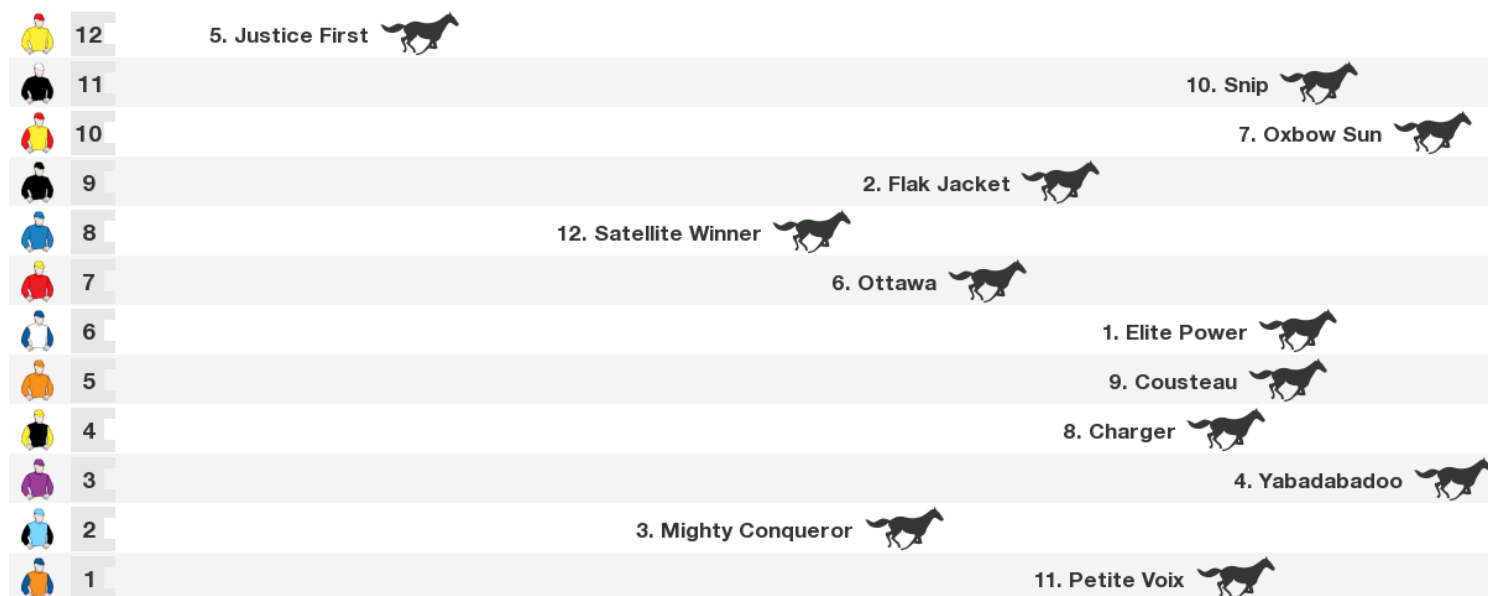 12 5. Justice First
11 10. Snip
10 7. Oxbow Sun
9 2. Flak Jacket
8 12. Satellite Winner
7 6. Ottawa
6 1. Elite Power
5 9. Cousteau
4 8. Charger
3 4. Yabadabadoo
2 3. Mighty Conqueror
1 11. Petite Voix